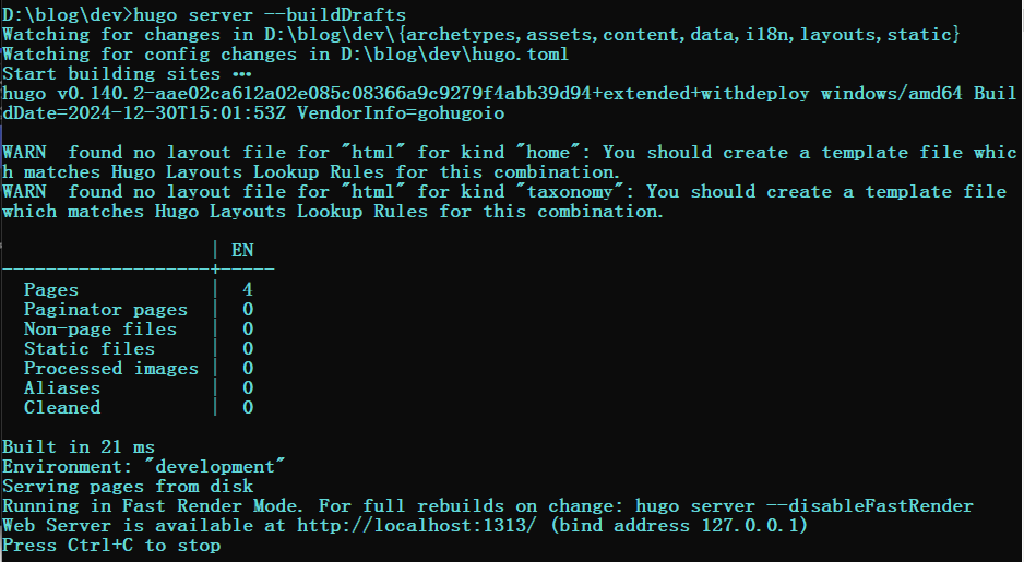 D:\blog\dev>hugo server --buildDrafts
Watching for changes in D:\blog\dev\{archetypes,assets,content,data,i18n,layouts,static}
Watching for config changes in D:\blog\dev\hugo.toml
Start building sites …
hugo v0.140.2-aae02ca612a02e085c08366a9c9279f4abb39d94+extended+withdeploy windows/amd64 Buil
dDate=2024-12-30T15:01:53Z VendorInfo=gohugoio
WARN  found no layout file for "html" for kind "home": You should create a template file whic
h matches Hugo Layouts Lookup Rules for this combination.
WARN  found no layout file for "html" for kind "taxonomy": You should create a template file
which matches Hugo Layouts Lookup Rules for this combination.
                   | EN
-------------------+-----
  Pages            |  4
  Paginator pages  |  0
  Non-page files   |  0
  Static files     |  0
  Processed images |  0
  Aliases          |  0
  Cleaned          |  0
Built in 21 ms
Environment: "development"
Serving pages from disk
Running in Fast Render Mode. For full rebuilds on change: hugo server --disableFastRender
Web Server is available at http://localhost:1313/ (bind address 127.0.0.1)
Press Ctrl+C to stop